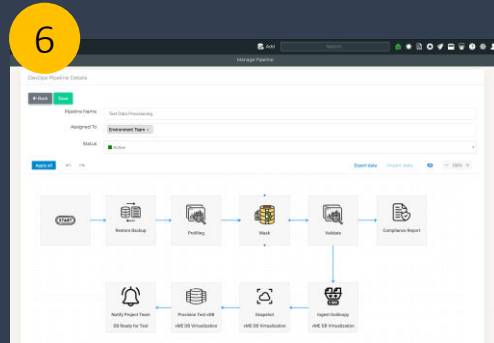 6
Add
Search...
Manage Pipeline
DevOps Pipeline Details
Back Save
Pipeline Name
Test Data Provisioning
Assigned To
Environment Team ×
Status
Active
Apply all
Export data Import data
100%
START
Restore Backup
Profiling
Mask
Validate
Compliance Report
Notify Project Team
DB Ready for Test
Provision Test vDB
vME DB Virtualization
Snapshot
vME DB Virtualization
Ingest Goldcopy
vME DB Virtualization